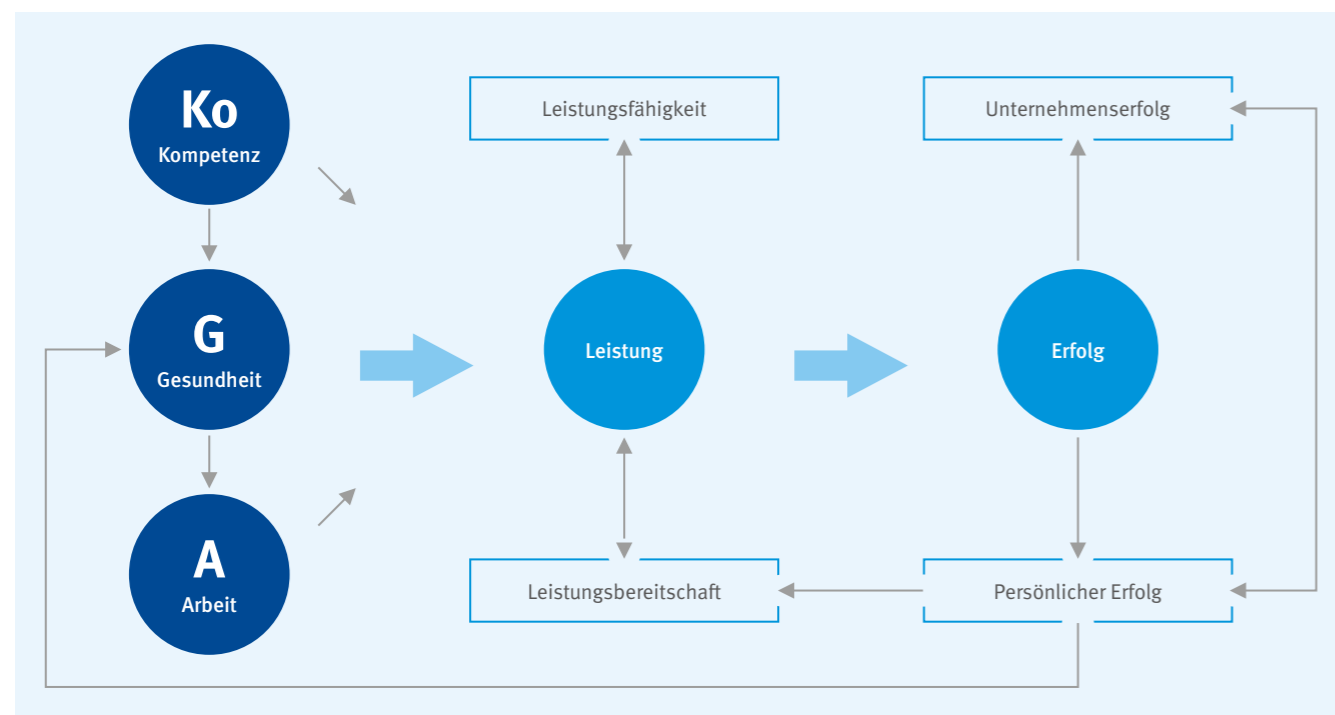 Ko
Kompetenz
Leistungsfähigkeit
Unternehmenserfolg
G
Gesundheit
Leistung
Erfolg
A
Arbeit
Leistungsbereitschaft
Persönlicher Erfolg